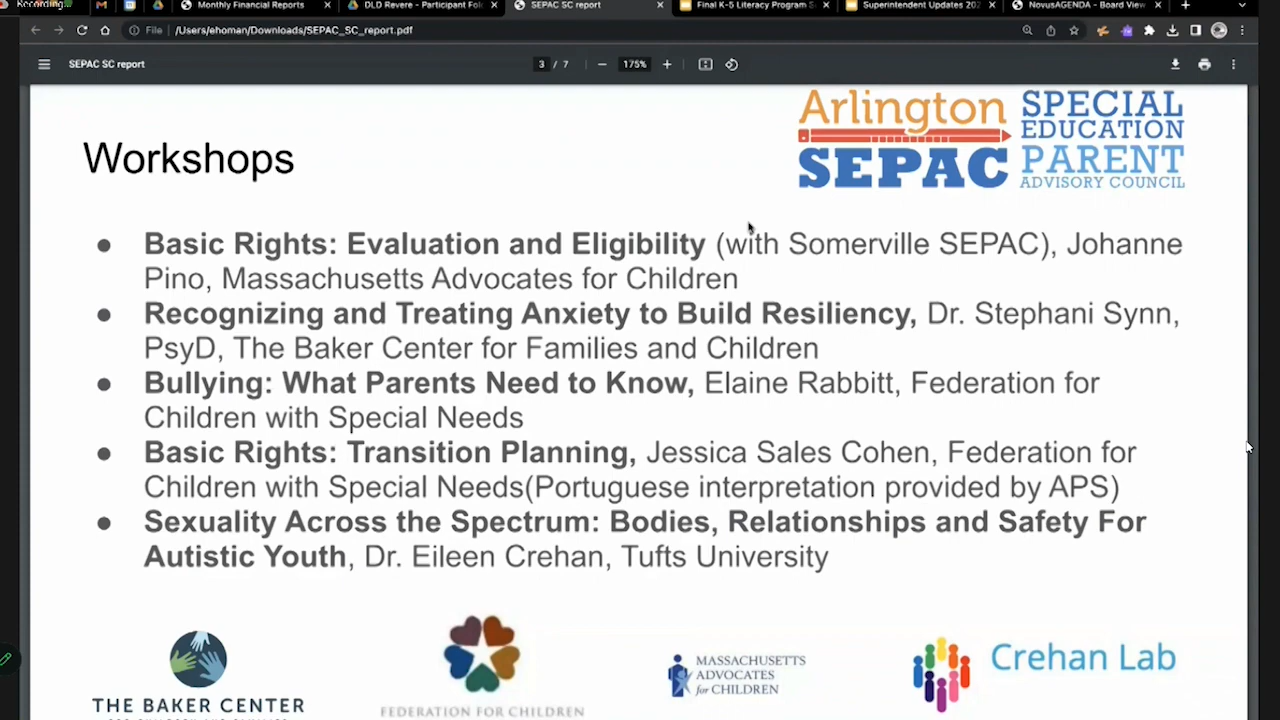 Recording...
Monthly Financial Reports
DLD Revere - Participant Fol
SEPAC SC report
Final K-5 Literacy Program S
Superintendent Updates 202
NovusAGENDA - Board View
File
/Users/ehoman/Downloads/SEPAC_SC_report.pdf
SEPAC SC report
3 / 7
175%
Arlington
SEPAC
SPECIAL
EDUCATION
PARENT
ADVISORY COUNCIL
Workshops
● Basic Rights: Evaluation and Eligibility (with Somerville SEPAC), Johanne
Pino, Massachusetts Advocates for Children
● Recognizing and Treating Anxiety to Build Resiliency, Dr. Stephani Synn,
PsyD, The Baker Center for Families and Children
● Bullying: What Parents Need to Know, Elaine Rabbitt, Federation for
Children with Special Needs
● Basic Rights: Transition Planning, Jessica Sales Cohen, Federation for
Children with Special Needs(Portuguese interpretation provided by APS)
● Sexuality Across the Spectrum: Bodies, Relationships and Safety For
Autistic Youth, Dr. Eileen Crehan, Tufts University
THE BAKER CENTER
FEDERATION FOR CHILDREN
MASSACHUSETTS
ADVOCATES
for CHILDREN
Crehan Lab